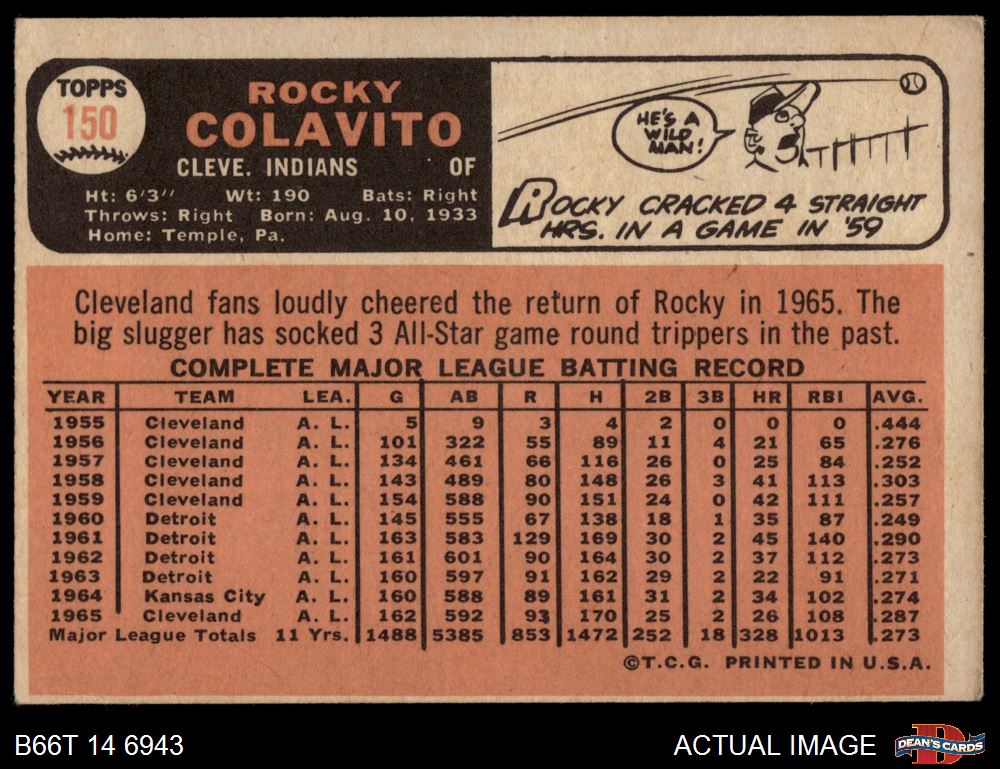 TOPPS
150
ROCKY
COLAVITO
CLEVE. INDIANS OF
Ht: 6'3" Wt: 190 Bats: Right
Throws: Right Born: Aug. 10, 1933
Home: Temple, Pa.
HE'S A
WILD
MAN!
ROCKY CRACKED 4 STRAIGHT
HRS. IN A GAME IN '59
Cleveland fans loudly cheered the return of Rocky in 1965. The
big slugger has socked 3 All-Star game round trippers in the past.
COMPLETE MAJOR LEAGUE BATTING RECORD
YEAR TEAM LEA. G AB R H 2B 3B HR RBI AVG.
1955 Cleveland A. L. 5 9 3 4 2 0 0 0 .444
1956 Cleveland A. L. 101 322 55 89 11 4 21 65 .276
1957 Cleveland A. L. 134 461 66 116 26 0 25 84 .252
1958 Cleveland A. L. 143 489 80 148 26 3 41 113 .303
1959 Cleveland A. L. 154 588 90 151 24 0 42 111 .257
1960 Detroit A. L. 145 555 67 138 18 1 35 87 .249
1961 Detroit A. L. 163 583 129 169 30 2 45 140 .290
1962 Detroit A. L. 161 601 90 164 30 2 37 112 .273
1963 Detroit A. L. 160 597 91 162 29 2 22 91 .271
1964 Kansas City A. L. 160 588 89 161 31 2 34 102 .274
1965 Cleveland A. L. 162 592 93 170 25 2 26 108 .287
Major League Totals 11 Yrs. 1488 5385 853 1472 252 18 328 1013 .273
©T.C.G. PRINTED IN U.S.A.
B66T 14 6943
ACTUAL IMAGE
DEAN'S CARDS